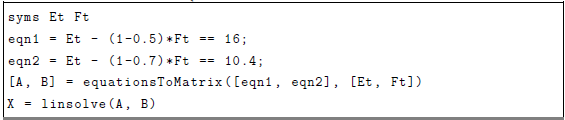 syms Et Ft
eqn1 = Et - (1-0.5)*Ft == 16;
eqn2 = Et - (1-0.7)*Ft == 10.4;
[A, B] = equationsToMatrix([eqn1, eqn2], [Et, Ft])
X = linsolve(A, B)